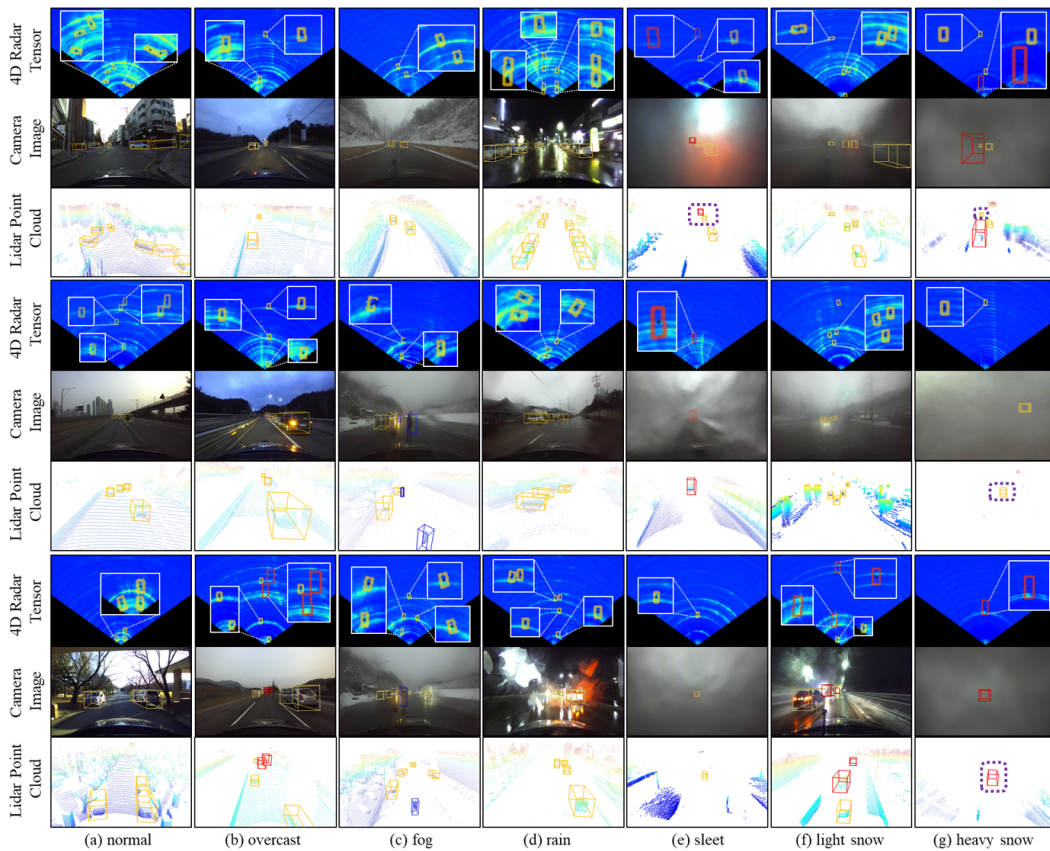 4D Radar
Tensor
Camera
Image
Lidar Point
Cloud
4D Radar
Tensor
Camera
Image
Lidar Point
Cloud
4D Radar
Tensor
Camera
Image
Lidar Point
Cloud
(a) normal
(b) overcast
(c) fog
(d) rain
(e) sleet
(f) light snow
(g) heavy snow